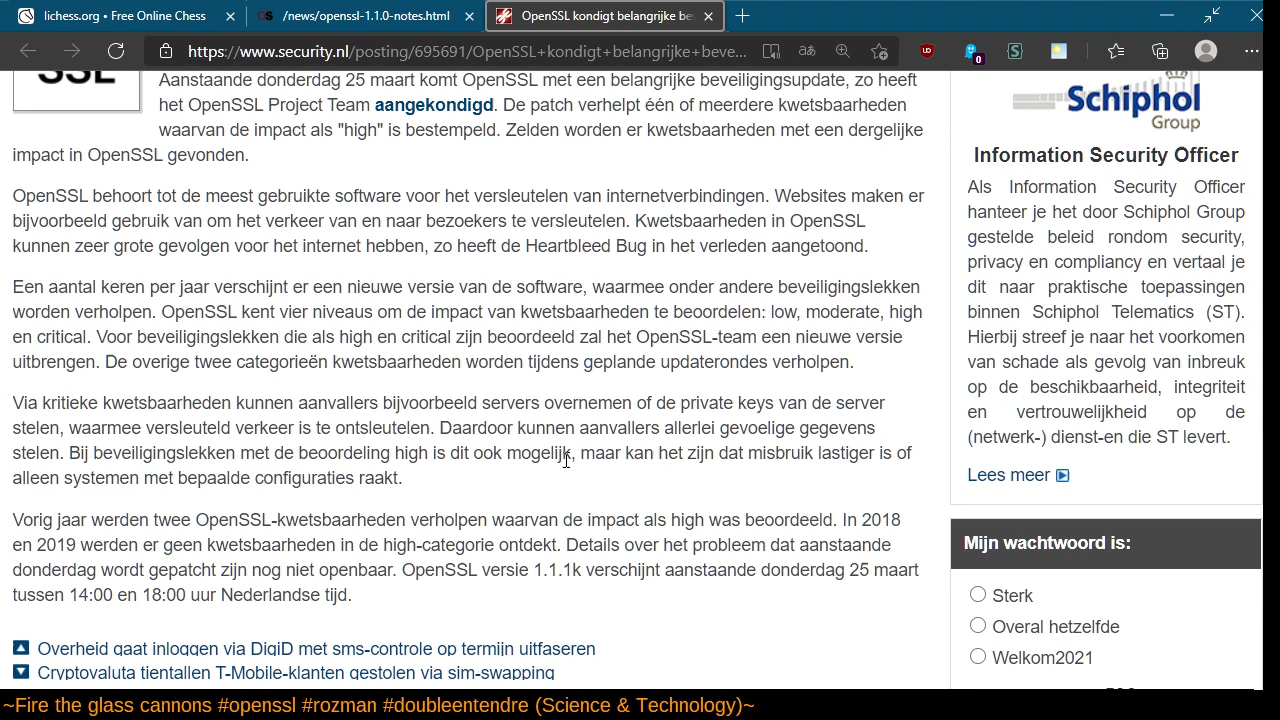 lichess.org • Free Online Chess
/news/openssl-1.1.0-notes.html
OpenSSL kondigt belangrijke be
https://www.security.nl/posting/695691/OpenSSL+kondigt+belangrijke+beve...
SSL
Aanstaande donderdag 25 maart komt OpenSSL met een belangrijke beveiligingsupdate, zo heeft
het OpenSSL Project Team aangekondigd. De patch verhelpt één of meerdere kwetsbaarheden
waarvan de impact als "high" is bestempeld. Zelden worden er kwetsbaarheden met een dergelijke
impact in OpenSSL gevonden.
OpenSSL behoort tot de meest gebruikte software voor het versleutelen van internetverbindingen. Websites maken er
bijvoorbeeld gebruik van om het verkeer van en naar bezoekers te versleutelen. Kwetsbaarheden in OpenSSL
kunnen zeer grote gevolgen voor het internet hebben, zo heeft de Heartbleed Bug in het verleden aangetoond.
Een aantal keren per jaar verschijnt er een nieuwe versie van de software, waarmee onder andere beveiligingslekken
worden verholpen. OpenSSL kent vier niveaus om de impact van kwetsbaarheden te beoordelen: low, moderate, high
en critical. Voor beveiligingslekken die als high en critical zijn beoordeeld zal het OpenSSL-team een nieuwe versie
uitbrengen. De overige twee categorieën kwetsbaarheden worden tijdens geplande updaterondes verholpen.
Via kritieke kwetsbaarheden kunnen aanvallers bijvoorbeeld servers overnemen of de private keys van de server
stelen, waarmee versleuteld verkeer is te ontsleutelen. Daardoor kunnen aanvallers allerlei gevoelige gegevens
stelen. Bij beveiligingslekken met de beoordeling high is dit ook mogelijk, maar kan het zijn dat misbruik lastiger is of
alleen systemen met bepaalde configuraties raakt.
Vorig jaar werden twee OpenSSL-kwetsbaarheden verholpen waarvan de impact als high was beoordeeld. In 2018
en 2019 werden er geen kwetsbaarheden in de high-categorie ontdekt. Details over het probleem dat aanstaande
donderdag wordt gepatcht zijn nog niet openbaar. OpenSSL versie 1.1.1k verschijnt aanstaande donderdag 25 maart
tussen 14:00 en 18:00 uur Nederlandse tijd.
Overheid gaat inloggen via DigiD met sms-controle op termijn uitfaseren
Cryptovaluta tientallen T-Mobile-klanten gestolen via sim-swapping
Schiphol
Group
Information Security Officer
Als Information Security Officer
hanteer je het door Schiphol Group
gestelde beleid rondom security,
privacy en compliancy en vertaal je
dit naar praktische toepassingen
binnen Schiphol Telematics (ST).
Hierbij streef je naar het voorkomen
van schade als gevolg van inbreuk
op de beschikbaarheid, integriteit
en vertrouwelijkheid op de
(netwerk-) dienst-en die ST levert.
Lees meer
Mijn wachtwoord is:
Sterk
Overal hetzelfde
Welkom2021
~Fire the glass cannons #openssl #rozman #doubleentendre (Science & Technology)~